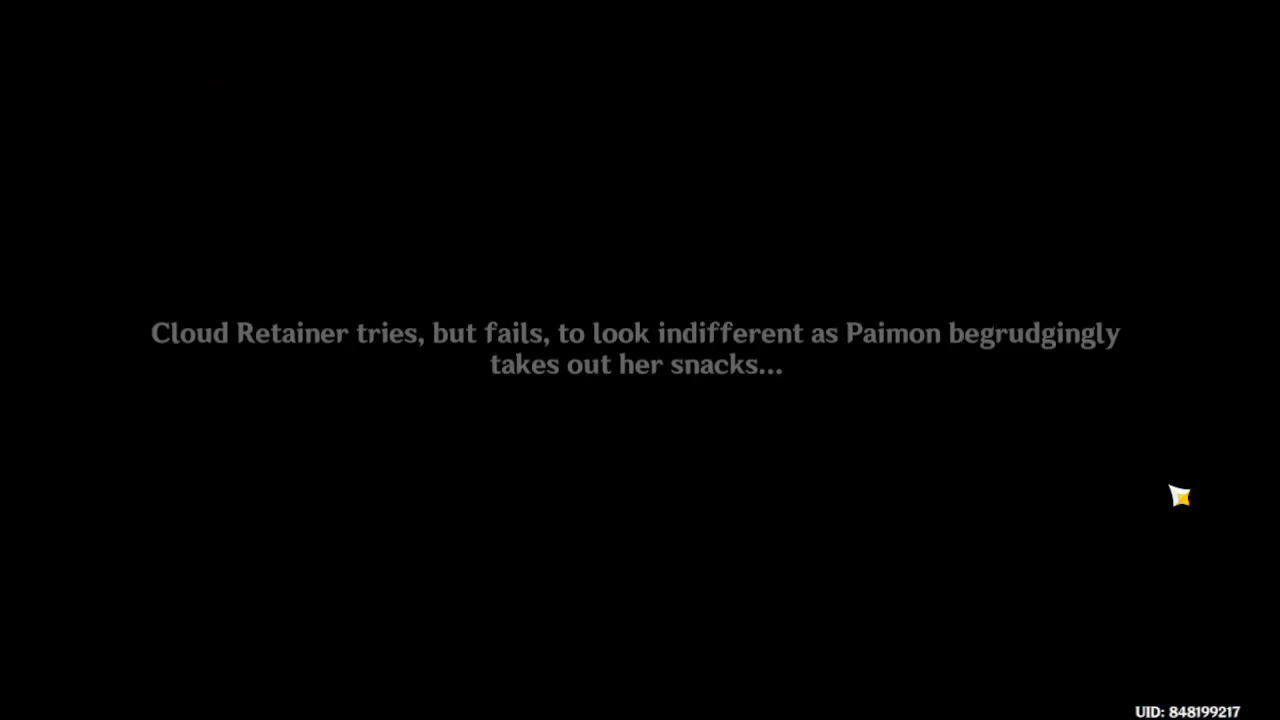 Cloud Retainer tries, but fails, to look indifferent as Paimon begrudgingly
takes out her snacks...
UID: 848199217